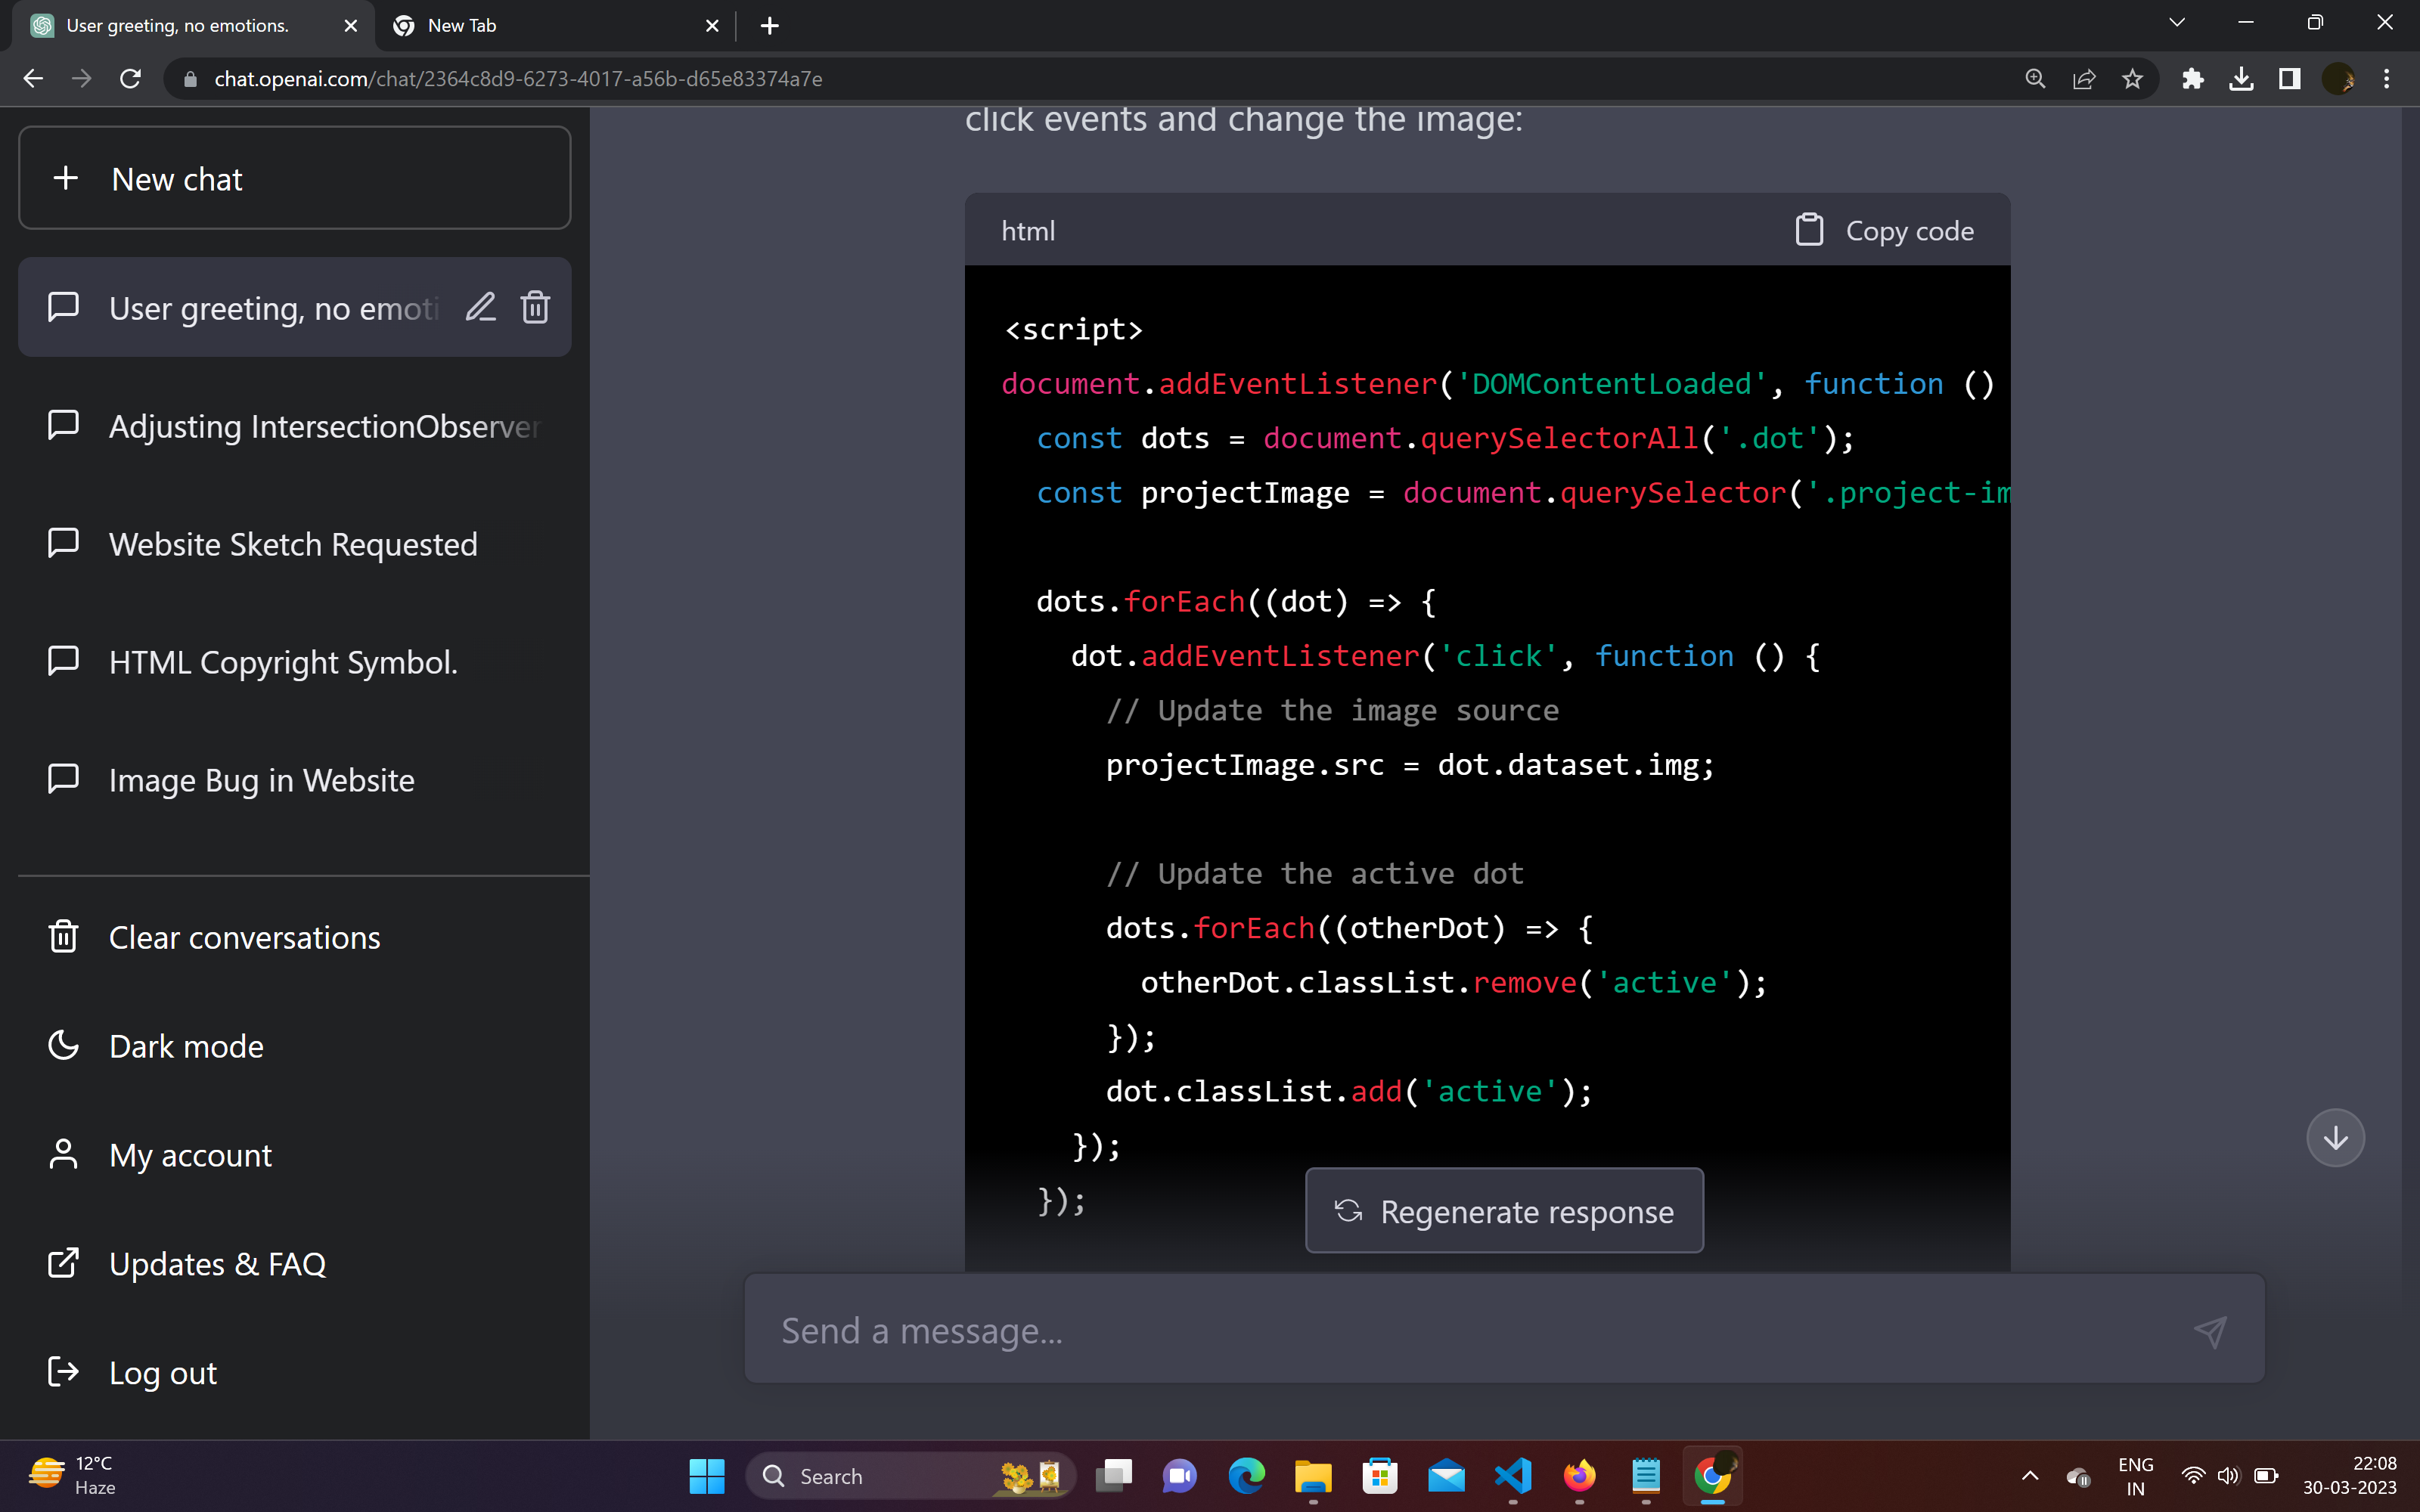 User greeting, no emotions.
New Tab
chat.openai.com/chat/2364c8d9-6273-4017-a56b-d65e83374a7e
New chat
User greeting, no emoti
Adjusting IntersectionObserver
Website Sketch Requested
HTML Copyright Symbol.
Image Bug in Website
Clear conversations
Dark mode
My account
Updates & FAQ
Log out
click events and change the image:
html
Copy code
<script>
document.addEventListener('DOMContentLoaded', function ()
  const dots = document.querySelectorAll('.dot');
  const projectImage = document.querySelector('.project-im
  dots.forEach((dot) => {
    dot.addEventListener('click', function () {
      // Update the image source
      projectImage.src = dot.dataset.img;
      // Update the active dot
      dots.forEach((otherDot) => {
        otherDot.classList.remove('active');
      });
      dot.classList.add('active');
    });
  });
Regenerate response
Send a message...
12°C
Haze
Search
ENG
IN
22:08
30-03-2023